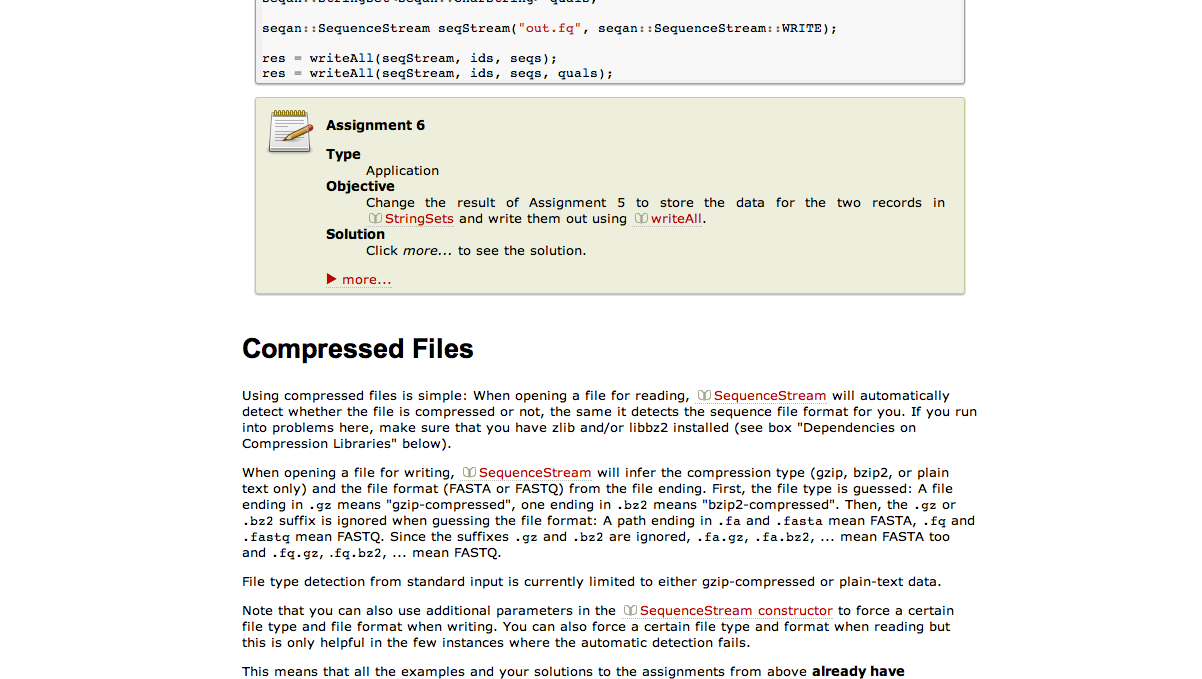 seqan::SequenceStream seqStream("out.fq", seqan::SequenceStream::WRITE);
res = writeAll(seqStream, ids, seqs);
res = writeAll(seqStream, ids, seqs, quals);
Assignment 6
Type
Application
Objective
Change the result of Assignment 5 to store the data for the two records in
StringSets and write them out using writeAll.
Solution
Click more... to see the solution.
more...
Compressed Files
Using compressed files is simple: When opening a file for reading, SequenceStream will automatically
detect whether the file is compressed or not, the same it detects the sequence file format for you. If you run
into problems here, make sure that you have zlib and/or libbz2 installed (see box "Dependencies on
Compression Libraries" below).
When opening a file for writing, SequenceStream will infer the compression type (gzip, bzip2, or plain
text only) and the file format (FASTA or FASTQ) from the file ending. First, the file type is guessed: A file
ending in .gz means "gzip-compressed", one ending in .bz2 means "bzip2-compressed". Then, the .gz or
.bz2 suffix is ignored when guessing the file format: A path ending in .fa and .fasta mean FASTA, .fq and
.fastq mean FASTQ. Since the suffixes .gz and .bz2 are ignored, .fa.gz, .fa.bz2, ... mean FASTA too
and .fq.gz, .fq.bz2, ... mean FASTQ.
File type detection from standard input is currently limited to either gzip-compressed or plain-text data.
Note that you can also use additional parameters in the SequenceStream constructor to force a certain
file type and file format when writing. You can also force a certain file type and format when reading but
this is only helpful in the few instances where the automatic detection fails.
This means that all the examples and your solutions to the assignments from above already have